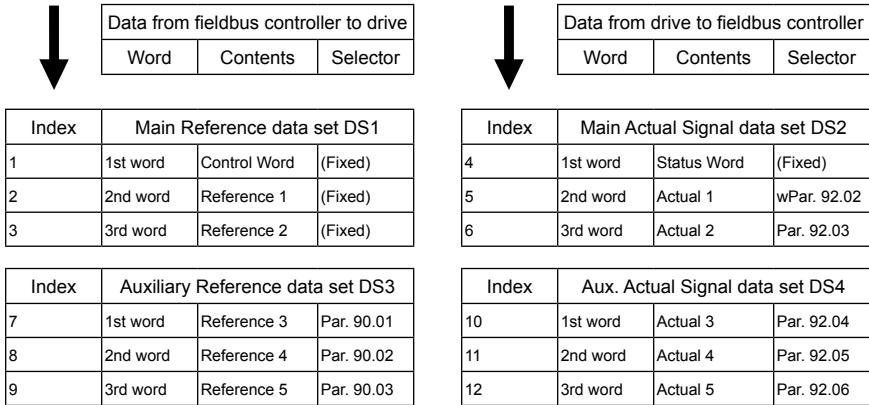 Data from fieldbus controller to drive
Word Contents Selector
Index Main Reference data set DS1
1 1st word Control Word (Fixed)
2 2nd word Reference 1 (Fixed)
3 3rd word Reference 2 (Fixed)
Index Auxiliary Reference data set DS3
7 1st word Reference 3 Par. 90.01
8 2nd word Reference 4 Par. 90.02
9 3rd word Reference 5 Par. 90.03
Data from drive to fieldbus controller
Word Contents Selector
Index Main Actual Signal data set DS2
4 1st word Status Word (Fixed)
5 2nd word Actual 1 wPar. 92.02
6 3rd word Actual 2 Par. 92.03
Index Aux. Actual Signal data set DS4
10 1st word Actual 3 Par. 92.04
11 2nd word Actual 4 Par. 92.05
12 3rd word Actual 5 Par. 92.06